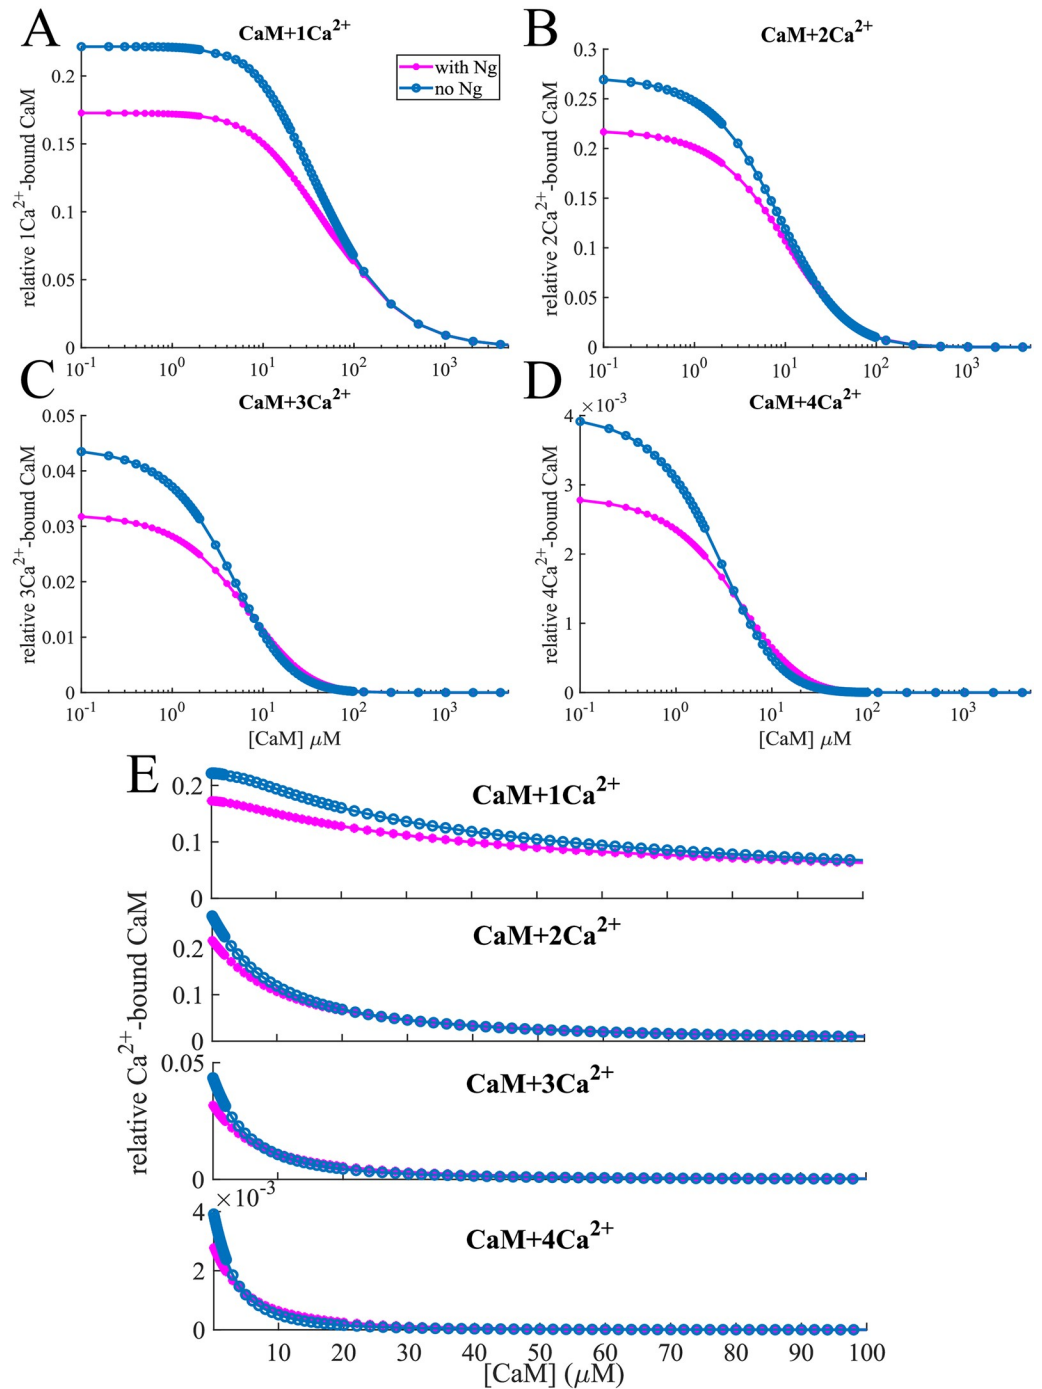 A
CaM+1Ca2+
with Ng
no Ng
relative 1Ca2+-bound CaM
0.2
0.15
0.1
0.05
0
10-1
100
101
102
103
B
CaM+2Ca2+
relative 2Ca2+-bound CaM
0.3
0.25
0.2
0.15
0.1
0.05
0
10-1
100
101
102
103
C
CaM+3Ca2+
relative 3Ca2+-bound CaM
0.05
0.04
0.03
0.02
0.01
0
10-1
100
101
102
103
[CaM] μM
D
CaM+4Ca2+
×10-3
relative 4Ca2+-bound CaM
4
3
2
1
0
10-1
100
101
102
103
[CaM] μM
E
relative Ca2+-bound CaM
CaM+1Ca2+
0.2
0.1
0
CaM+2Ca2+
0.2
0.1
0
CaM+3Ca2+
0.05
0
×10-3
CaM+4Ca2+
4
2
0
10 20 30 40 50 60 70 80 90 100
[CaM] (μM)